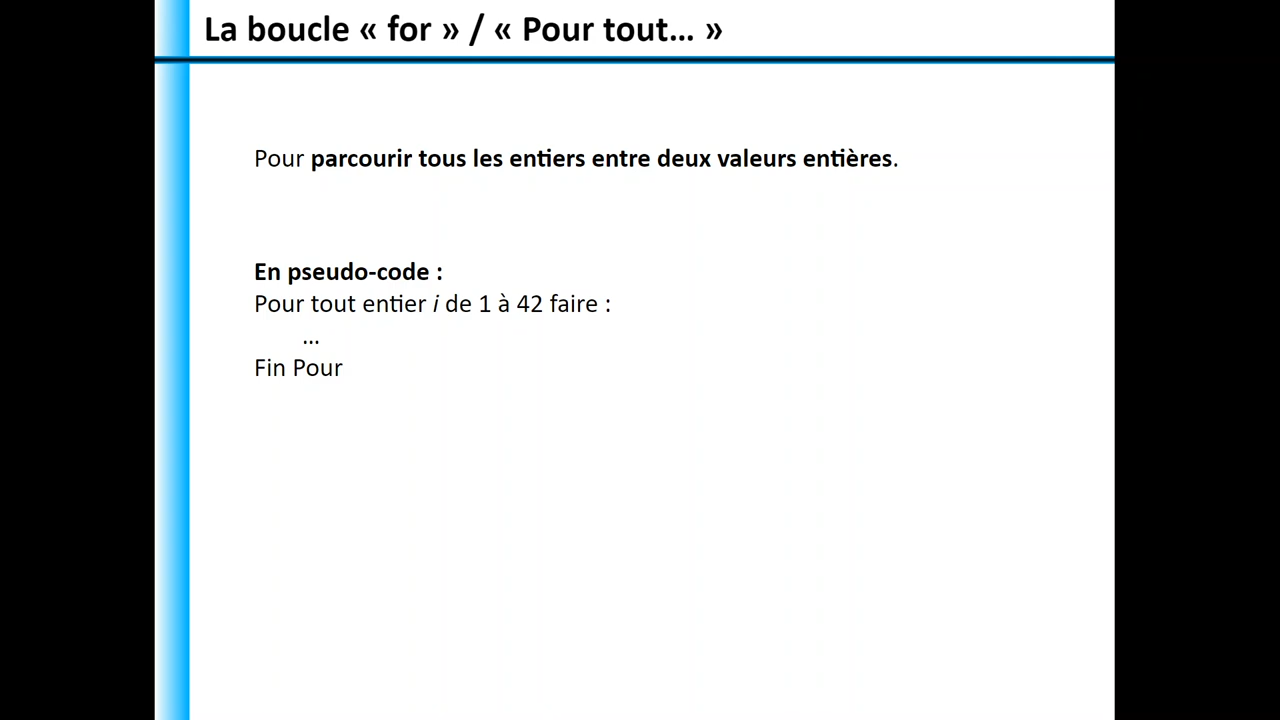 La boucle « for » / « Pour tout… »
Pour parcourir tous les entiers entre deux valeurs entières.
En pseudo-code :
Pour tout entier i de 1 à 42 faire :
…
Fin Pour